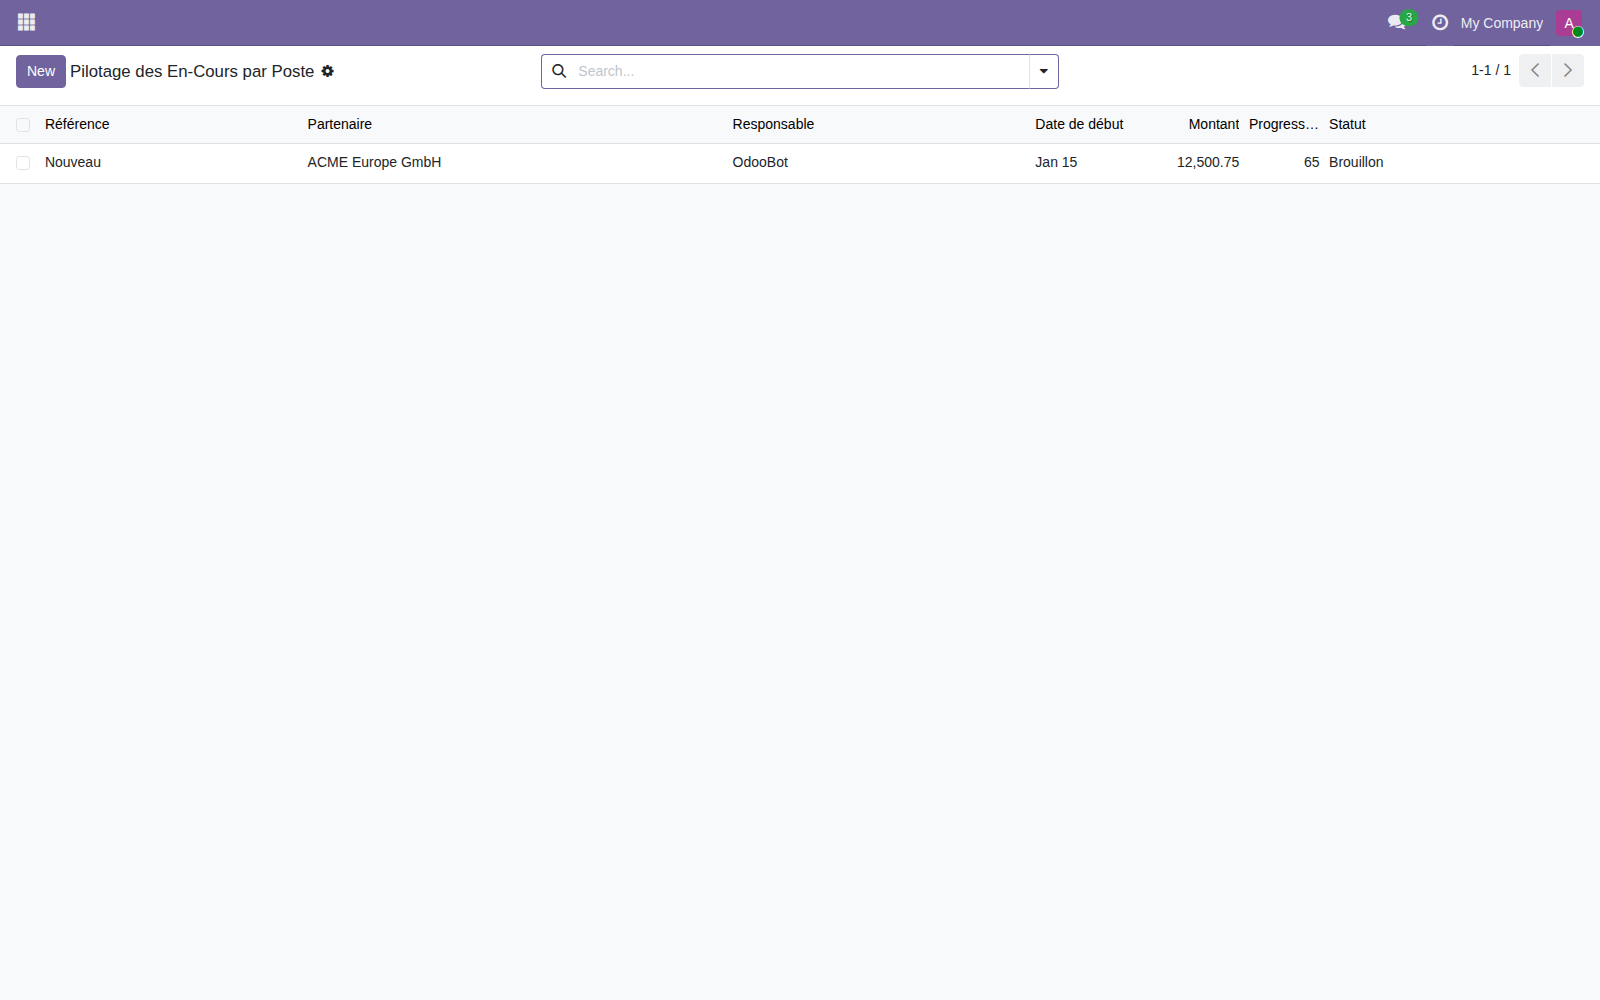 3
My Company
A
New
Pilotage des En-Cours par Poste
Search...
1-1 / 1
Référence Partenaire Responsable Date de début Montant Progress… Statut
Nouveau ACME Europe GmbH OdooBot Jan 15 12,500.75 65 Brouillon